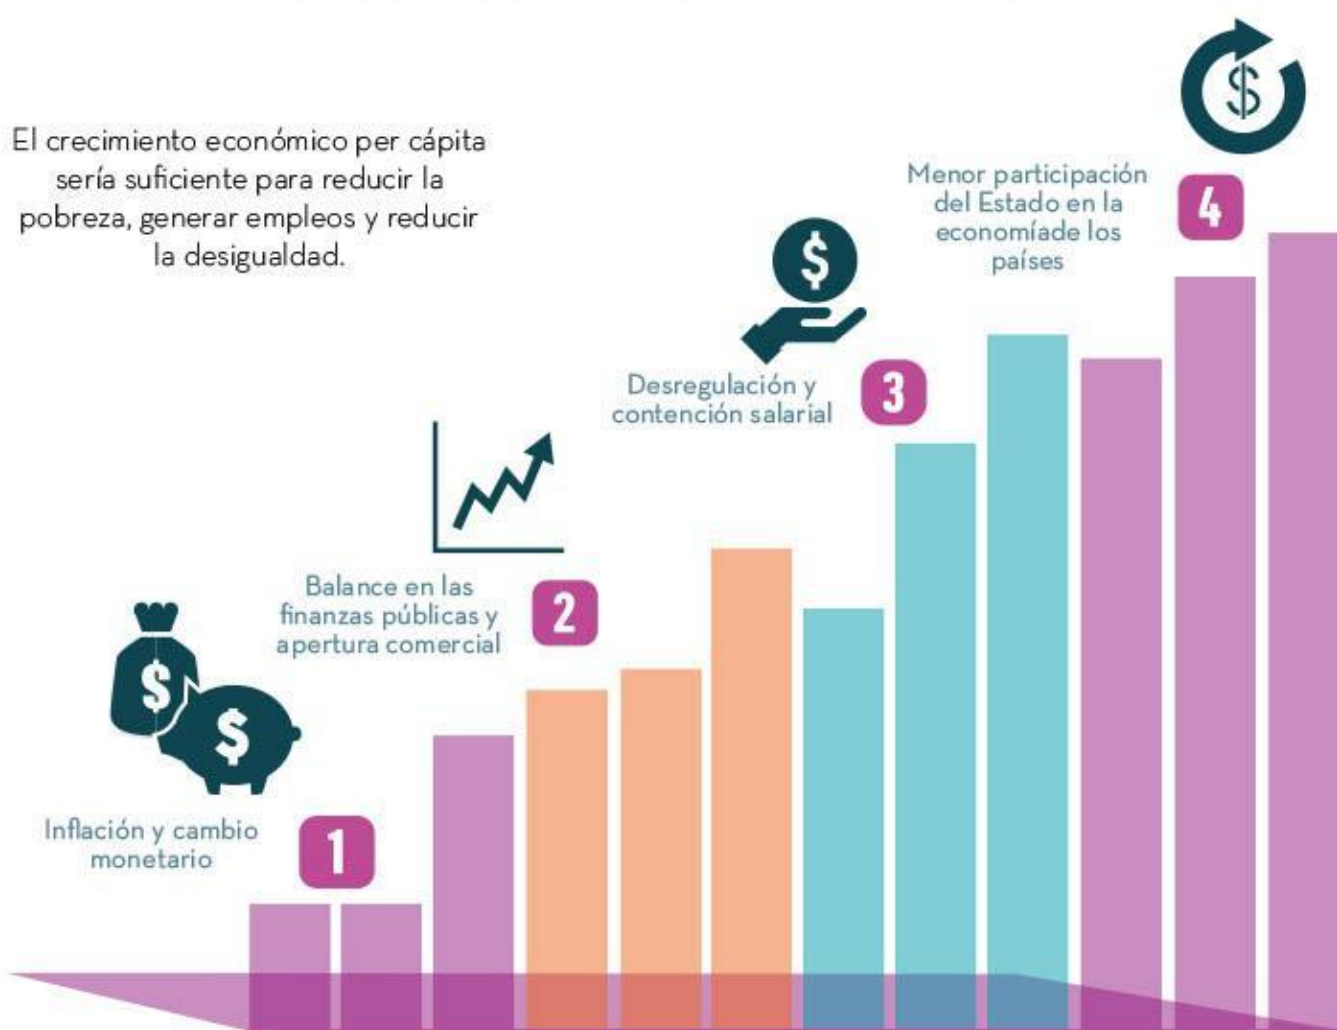 El crecimiento económico per cápita
sería suficiente para reducir la
pobreza, generar empleos y reducir
la desigualdad.
$
Menor participación
del Estado en la
economíade los
países
4
$
Desregulación y
contención salarial
3
Balance en las
finanzas públicas y
apertura comercial
2
$
$
Inflación y cambio
monetario
1